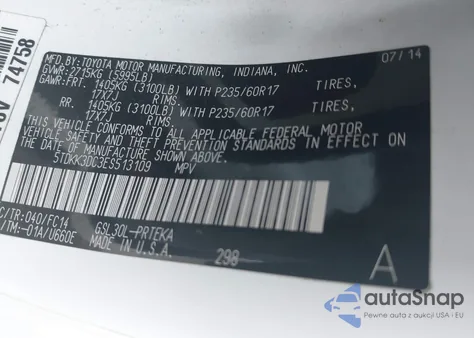 74758
MFD.BY:TOYOTA MOTOR MANUFACTURING, INDIANA, INC. 07/14
GVWR:2715KG (5995LB)
GAWR:FRT. 1405KG (3100LB) WITH P235/60R17 TIRES,
17X7J RIMS.
RR. 1405KG (3100LB) WITH P235/60R17 TIRES,
17X7J RIMS.
THIS VEHICLE CONFORMS TO ALL APPLICABLE FEDERAL MOTOR
VEHICLE SAFETY AND THEFT PREVENTION STANDARDS IN EFFECT ON
THE DATE OF MANUFACTURE SHOWN ABOVE.
5TDKK3DC3ES513109 MPV
C/TR:040/FC14
/TM:-01A/U660E
GSL30L-PRTEKA
MADE IN U.S.A. 298 A
autoSnap
Pewne auta z aukcji USA i EU